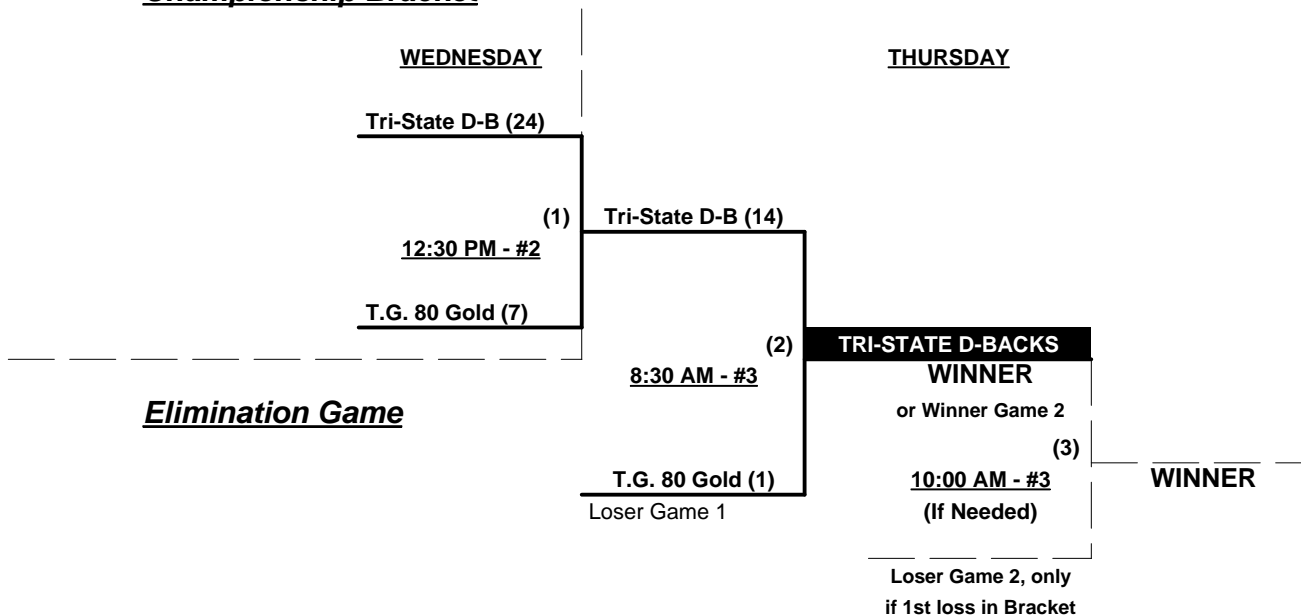 WEDNESDAY THURSDAY
Tri-State D-B (24)
(1) Tri-State D-B (14)
12:30 PM - #2
T.G. 80 Gold (7)
(2) TRI-STATE D-BACKS
8:30 AM - #3 WINNER
Elimination Game or Winner Game 2
(3)
T.G. 80 Gold (1) 10:00 AM - #3 WINNER
Loser Game 1 (If Needed)
Loser Game 2, only
if 1st loss in Bracket